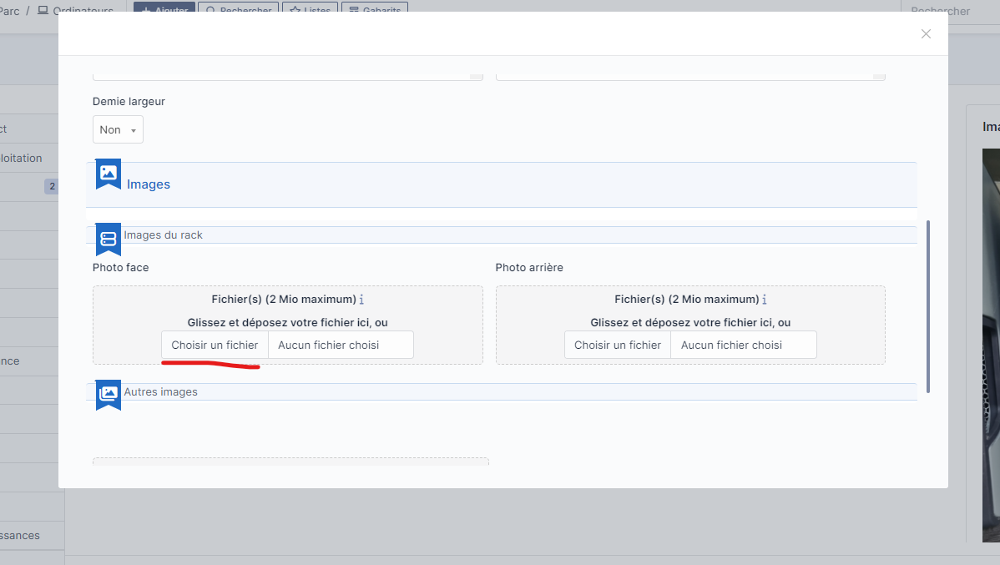 Parc / Ordinateurs
Ajouter
Rechercher
Listes
Gabarits
Rechercher
Demie largeur
Non
ct
loitation
2
Images
Images du rack
Photo face
Photo arrière
Fichier(s) (2 Mio maximum) i
Fichier(s) (2 Mio maximum) i
Glissez et déposez votre fichier ici, ou
Glissez et déposez votre fichier ici, ou
Choisir un fichier Aucun fichier choisi
Choisir un fichier Aucun fichier choisi
nce
Autres images
ssances
Ima